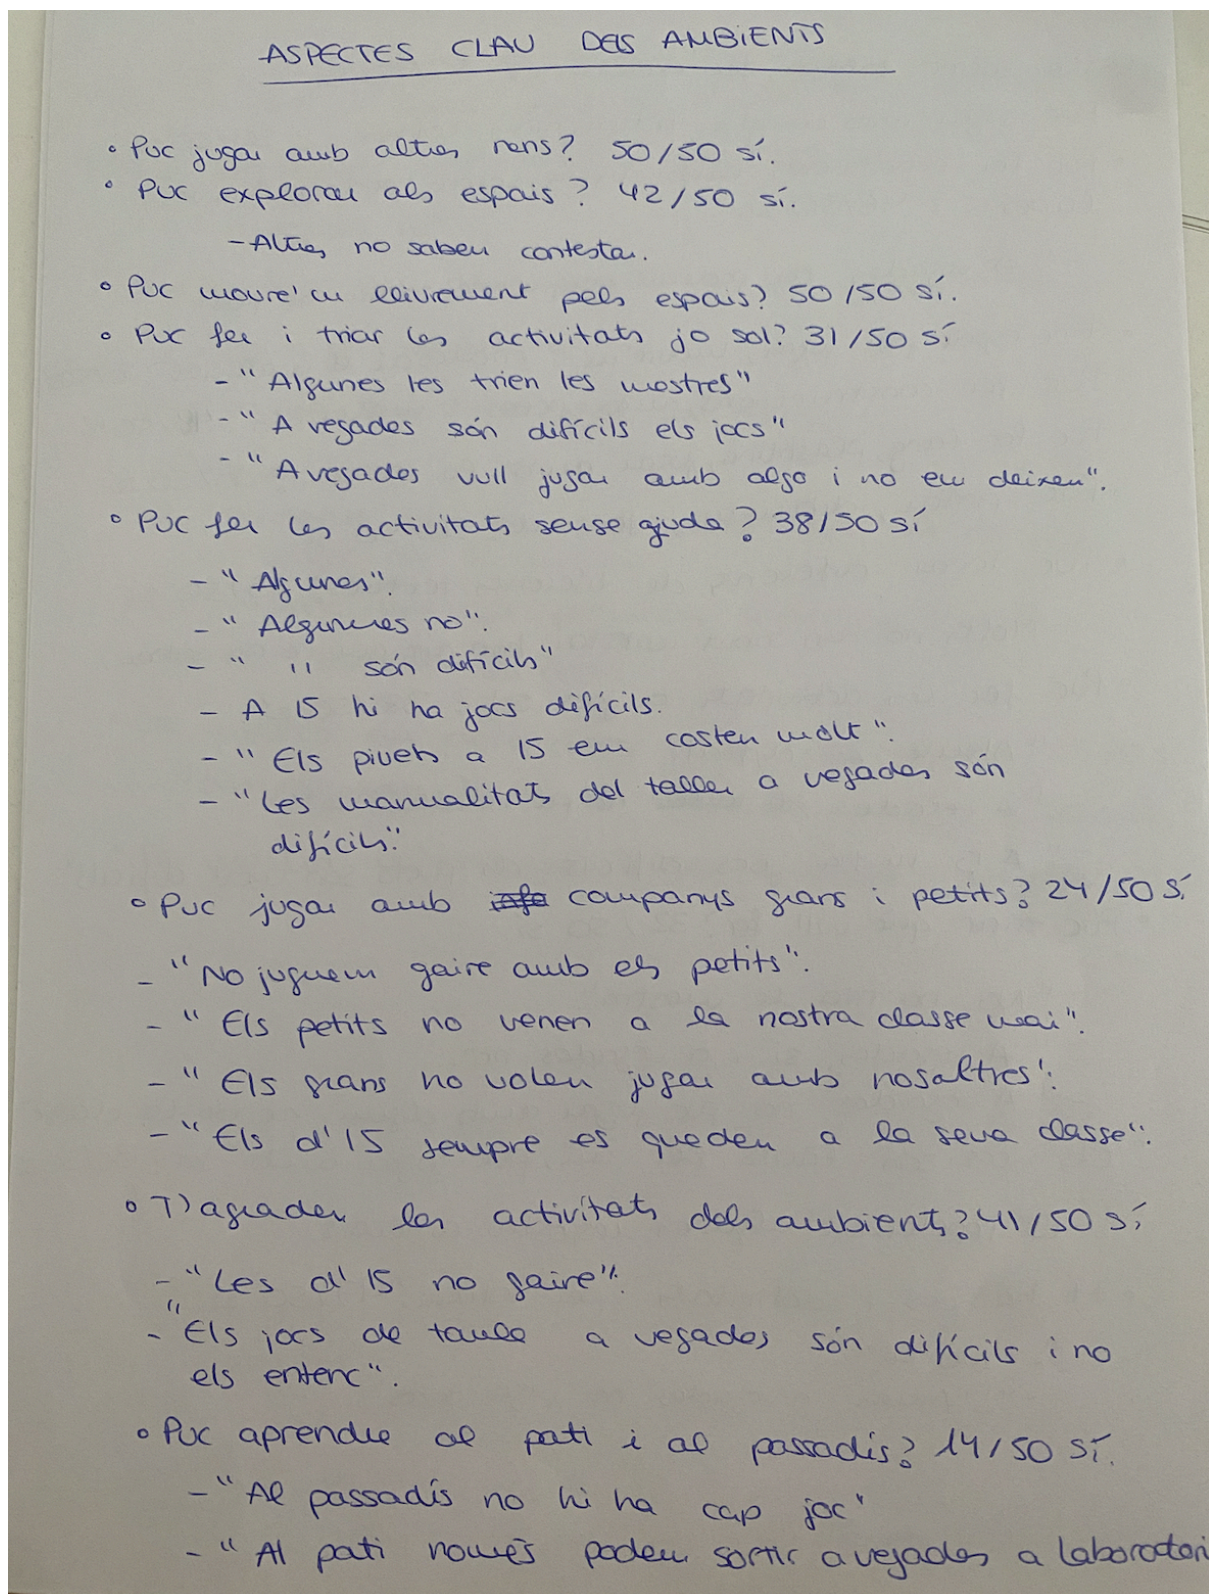 ASPECTES CLAU DELS AMBIENTS
• Puc jugar amb altres nens? 50/50 sí.
• Puc explorar als espais? 42/50 sí.
- Altres no saben contestar.
• Puc moure'm lliurement pels espais? 50/50 sí.
• Puc fer i triar les activitats jo sol? 31/50 sí
- "Algunes les trien les mestres"
- "A vegades són difícils els jocs"
- "A vegades vull jugar amb algo i no em deixen".
• Puc fer les activitats sense ajuda? 38/50 sí
- "Algunes".
- "Algunes no".
- " " són difícils"
- A I5 hi ha jocs difícils.
- "Els pivets a I5 em costen molt".
- "Les manualitats del taller a vegades són
difícils".
• Puc jugar amb companys grans i petits? 24/50 sí
- "No juguem gaire amb els petits".
- "Els petits no venen a la nostra classe mai".
- "Els grans no volen jugar amb nosaltres".
- "Els d'I5 sempre es queden a la seva classe".
• T'agraden les activitats dels ambients? 41/50 sí
- "Les d'I5 no gaire".
- "Els jocs de taula a vegades són difícils i no
els entenc".
• Puc aprendre al pati i al passadís? 14/50 sí.
- "Al passadís no hi ha cap joc"
- "Al pati només podem sortir a vegades a laboratori